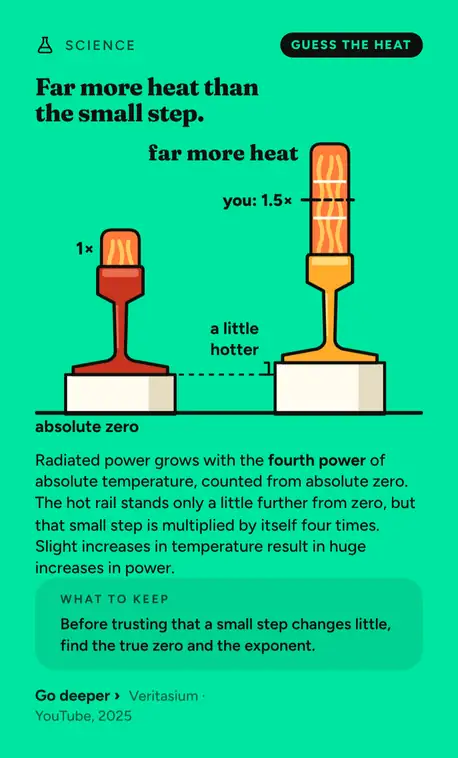 SCIENCE
GUESS THE HEAT
Far more heat than
the small step.
far more heat
you: 1.5×
1×
a little
hotter
absolute zero
Radiated power grows with the fourth power of
absolute temperature, counted from absolute zero.
The hot rail stands only a little further from zero, but
that small step is multiplied by itself four times.
Slight increases in temperature result in huge
increases in power.
WHAT TO KEEP
Before trusting that a small step changes little,
find the true zero and the exponent.
Go deeper › Veritasium ·
YouTube, 2025